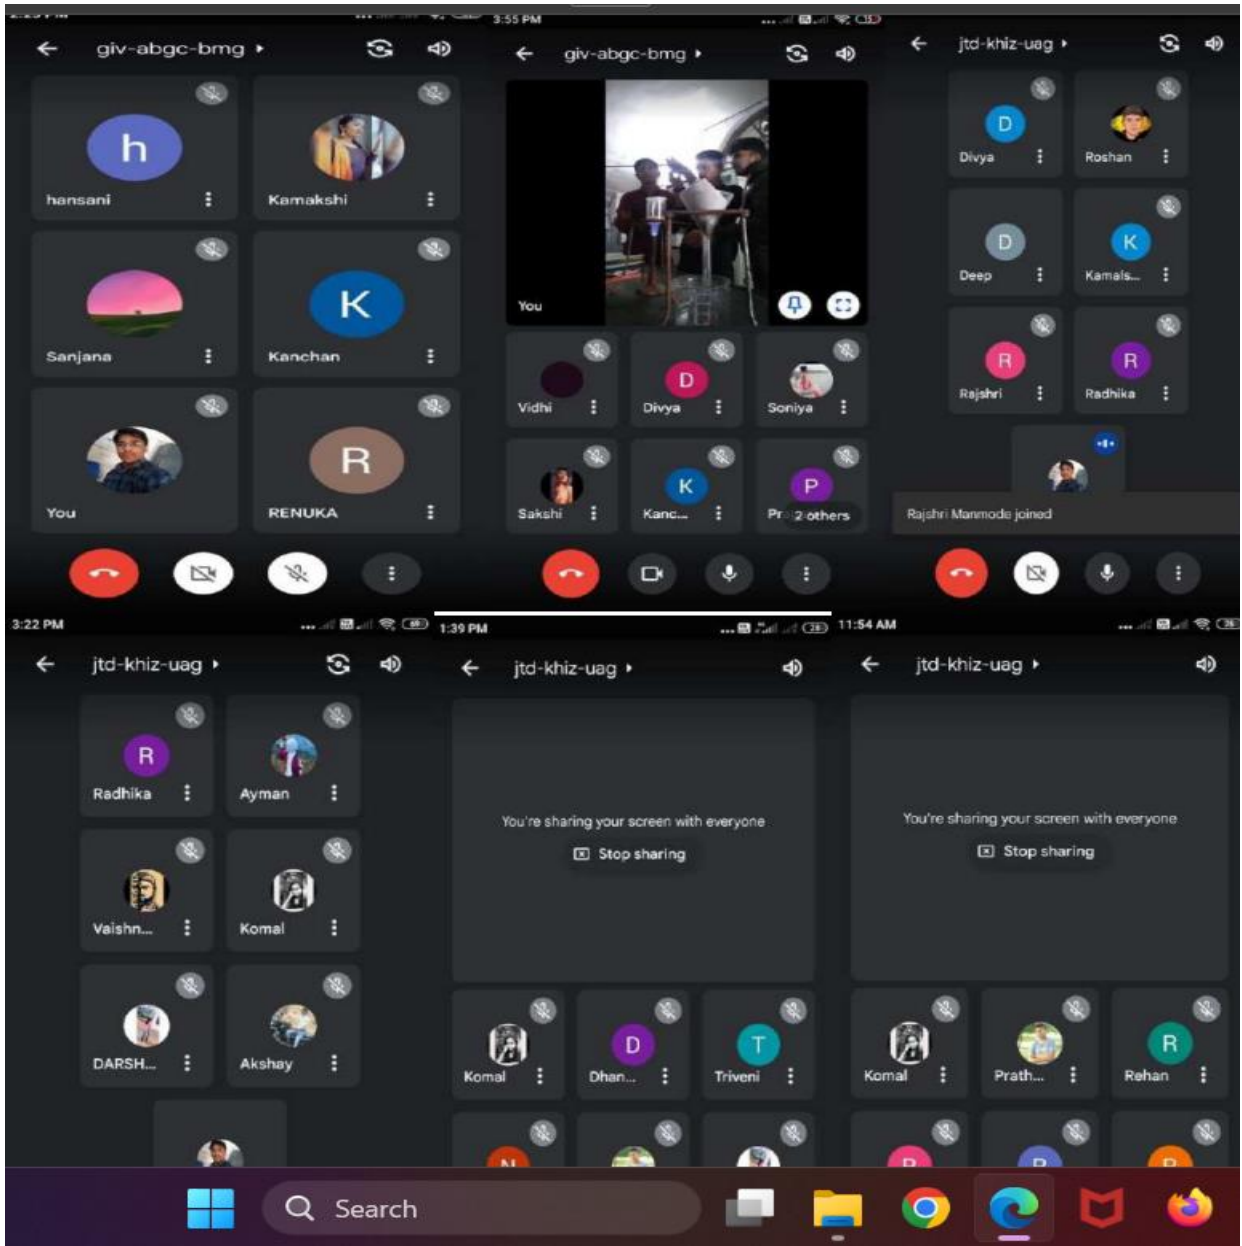 giv-abgc-bmg
h
hansani
Kamakshi
Sanjana
K
Kanchan
You
R
RENUKA
3:55 PM
giv-abgc-bmg
You
Vidhi
D
Divya
Soniya
Sakshi
K
Kanc...
P
2 others
jtd-khiz-uag
D
Divya
Roshan
D
Deep
K
Kamals...
R
Rajshri
R
Radhika
Rajshri Manmode joined
3:22 PM
jtd-khiz-uag
R
Radhika
Ayman
Vaishn...
Komal
DARSH...
Akshay
1:39 PM
jtd-khiz-uag
You're sharing your screen with everyone
Stop sharing
Komal
D
Dhan...
T
Triveni
N
11:54 AM
jtd-khiz-uag
You're sharing your screen with everyone
Stop sharing
Komal
Prath...
R
Rehan
Search